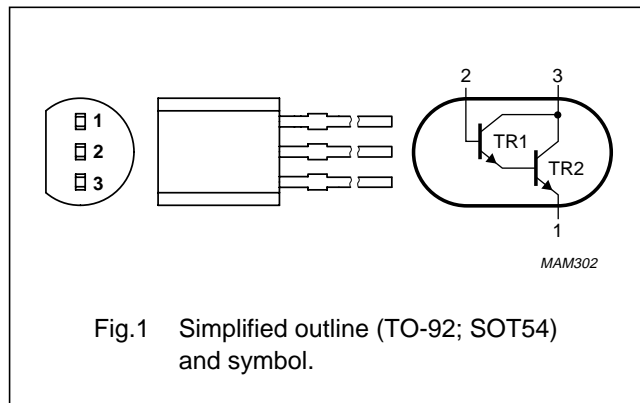 1
2
3
2
3
TR1
TR2
1
MAM302
Fig.1 Simplified outline (TO-92; SOT54)
and symbol.